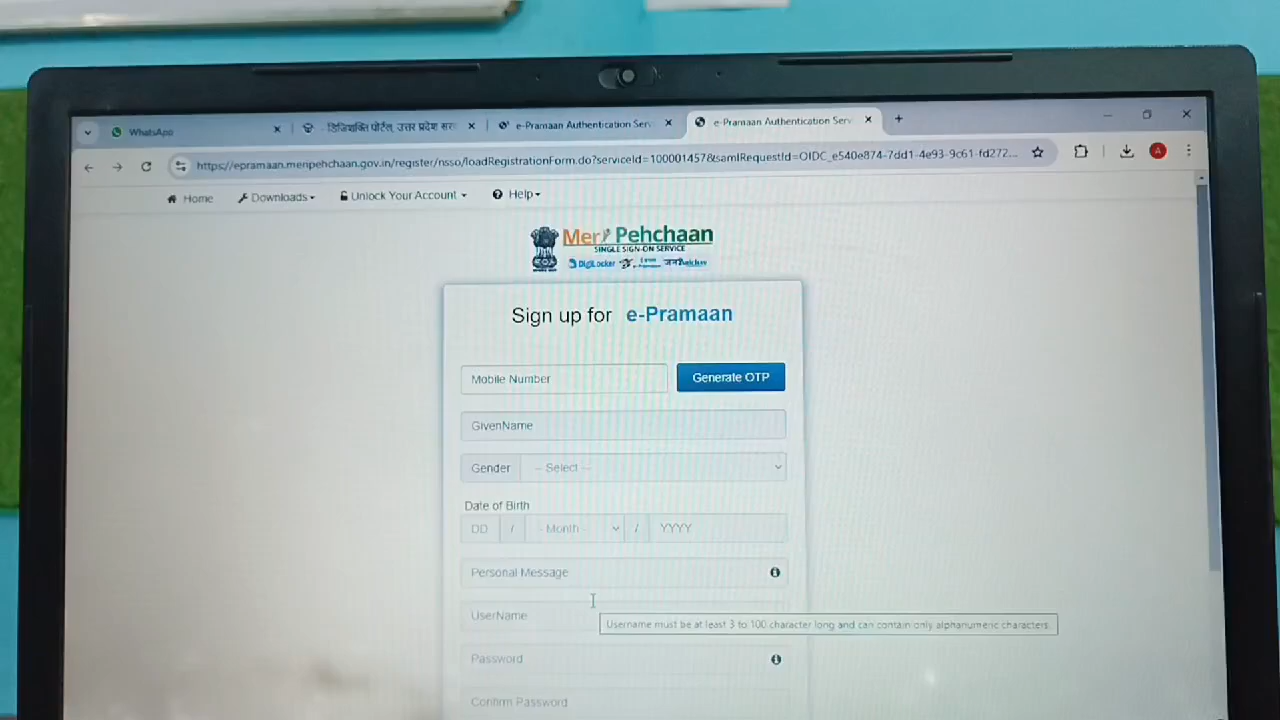 WhatsApp
डिजिशक्ति पोर्टल, उत्तर प्रदेश सर
e-Pramaan Authentication Serv
e-Pramaan Authentication Serv
https://epramaan.meripehchaan.gov.in/register/nsso/loadRegistrationForm.do?serviceId=100001457&samlRequestId=OIDC_e540e874-7dd1-4e93-9c61-fd272...
A
Home
Downloads
Unlock Your Account
Help
Meri Pehchaan
SINGLE SIGN-ON SERVICE
DigiLocker
Sign up for e-Pramaan
Mobile Number
Generate OTP
GivenName
Gender
-- Select --
Date of Birth
DD / -- Month -- / YYYY
Personal Message
UserName
Username must be at least 3 to 100 character long and can contain only alphanumeric characters.
Password
Confirm Password